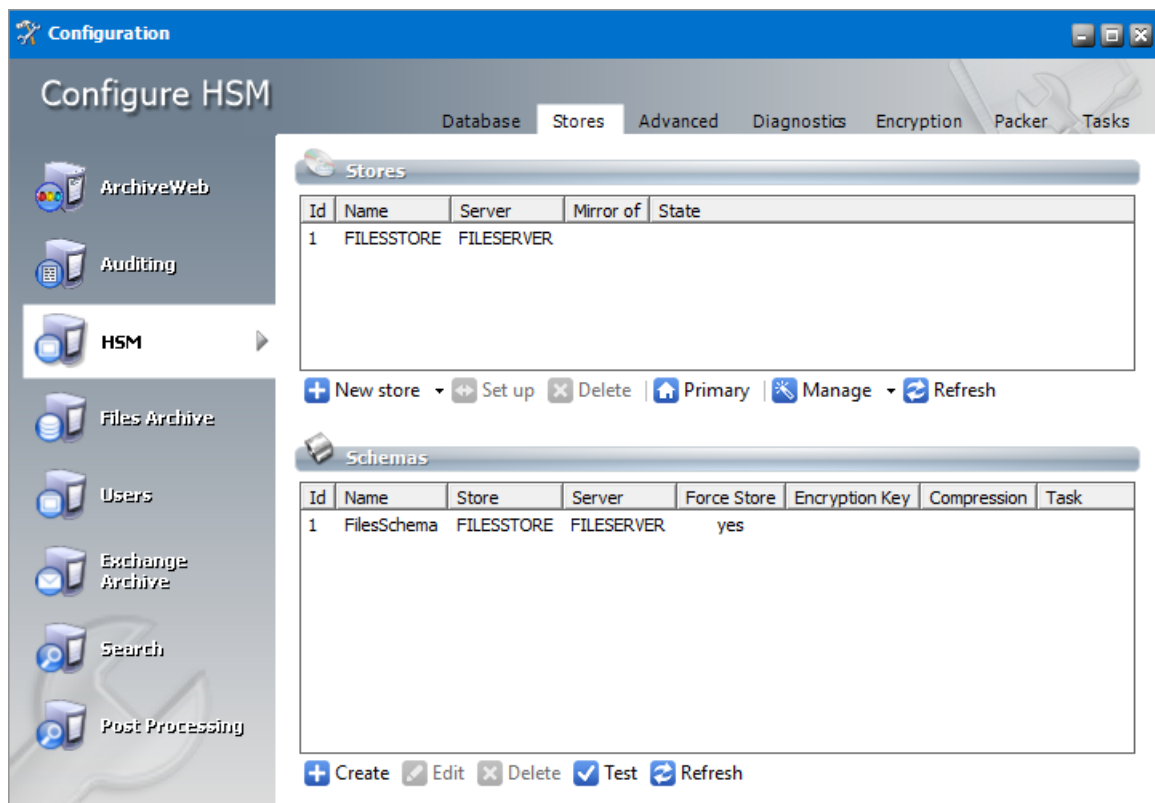 Configuration
Configure HSM
Database Stores Advanced Diagnostics Encryption Packer Tasks
ArchiveWeb
Auditing
HSM
Files Archive
Users
Exchange
Archive
Search
Post Processing
Stores
Id Name Server Mirror of State
1 FILESSTORE FILESERVER
New store Set up Delete Primary Manage Refresh
Schemas
Id Name Store Server Force Store Encryption Key Compression Task
1 FilesSchema FILESSTORE FILESERVER yes
Create Edit Delete Test Refresh